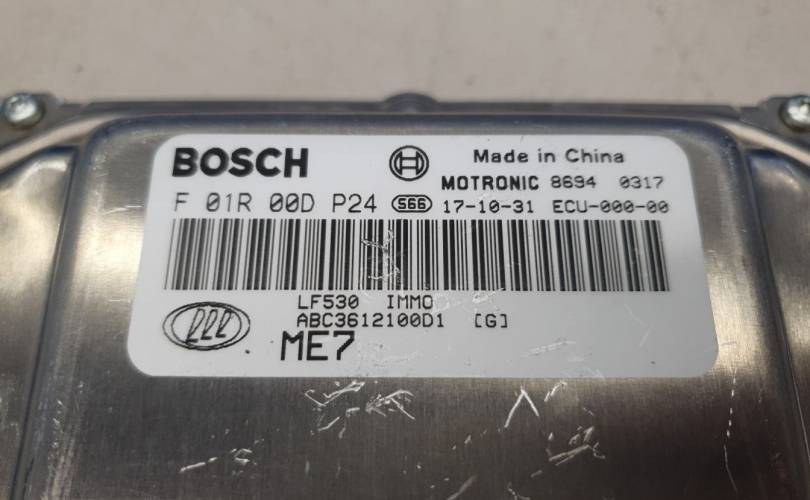 BOSCH
Made in China
MOTRONIC 8694 0317
F 01R 00D P24 S66 17-10-31 ECU-000-00
LF530 IMMO
ABC3612100D1 [G]
ME7